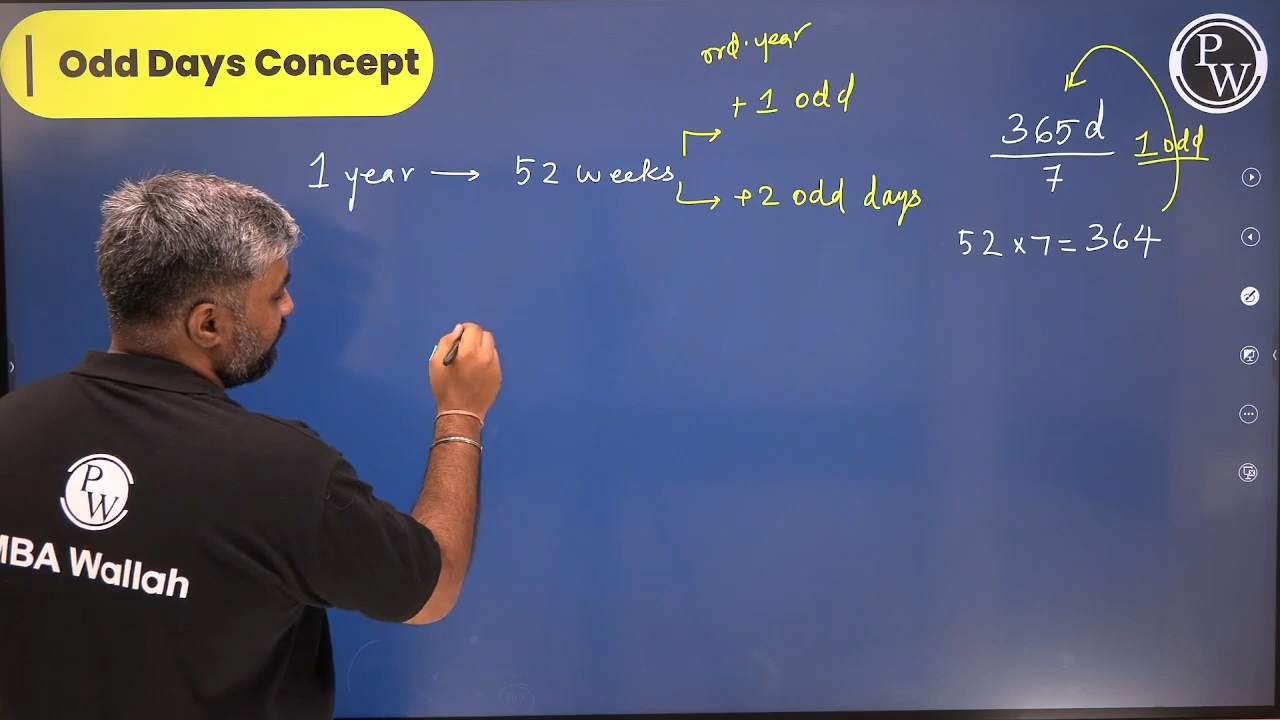 Odd Days Concept
ord. year
+ 1 odd
1 year → 52 weeks
+2 odd days
365d
7
1 odd
52 × 7 = 364
PW
PW
MBA Wallah